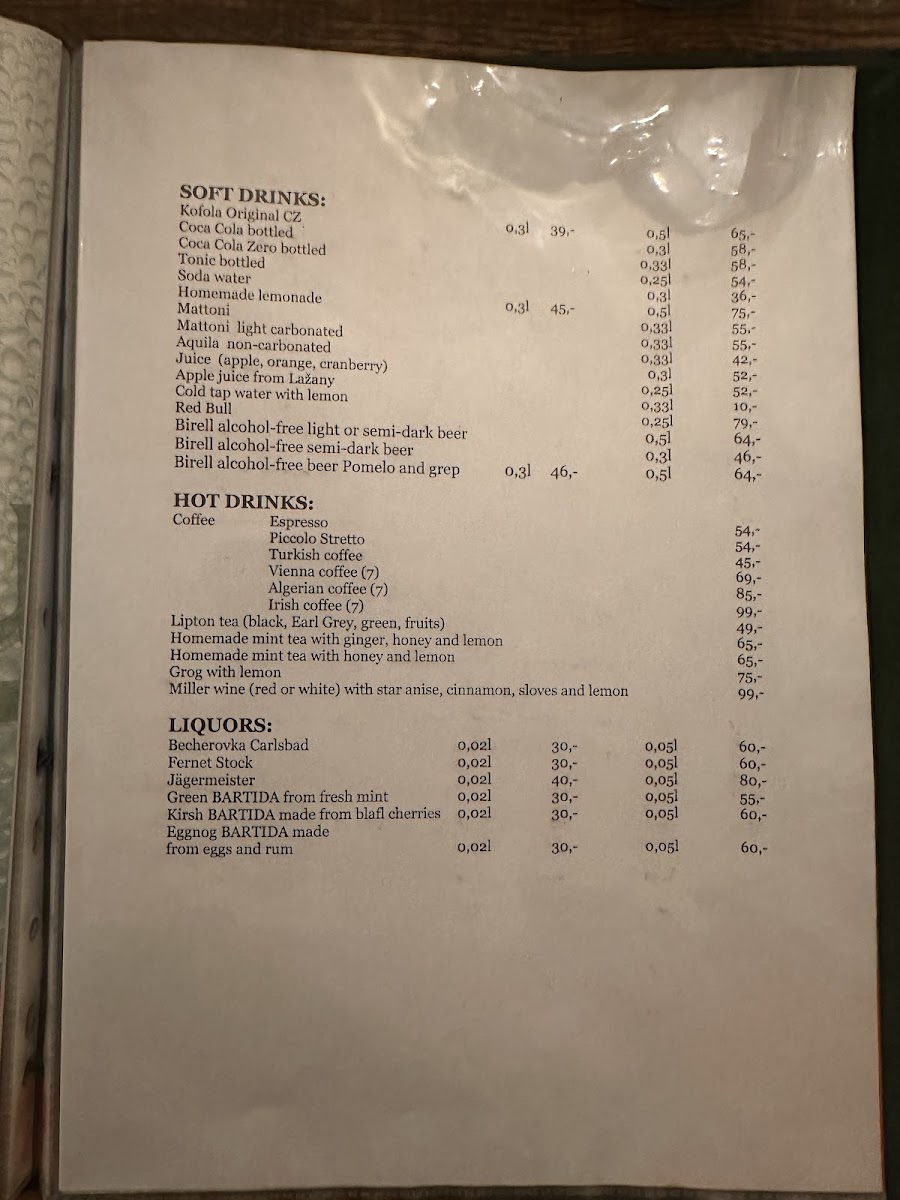 SOFT DRINKS:
Kofola Original CZ 0,3l 39,- 0,5l 65,-
Coca Cola bottled 0,3l 58,-
Coca Cola Zero bottled 0,33l 58,-
Tonic bottled 0,25l 54,-
Soda water 0,3l 36,-
Homemade lemonade 0,3l 45,- 0,5l 75,-
Mattoni 0,33l 55,-
Mattoni light carbonated 0,33l 55,-
Aquila non-carbonated 0,33l 42,-
Juice (apple, orange, cranberry) 0,3l 52,-
Apple juice from Lažany 0,25l 52,-
Cold tap water with lemon 0,33l 10,-
Red Bull 0,25l 79,-
Birell alcohol-free light or semi-dark beer 0,5l 64,-
Birell alcohol-free semi-dark beer 0,3l 46,-
Birell alcohol-free beer Pomelo and grep 0,3l 46,- 0,5l 64,-
HOT DRINKS:
Coffee Espresso 54,-
Piccolo Stretto 54,-
Turkish coffee 45,-
Vienna coffee (7) 69,-
Algerian coffee (7) 85,-
Irish coffee (7) 99,-
Lipton tea (black, Earl Grey, green, fruits) 49,-
Homemade mint tea with ginger, honey and lemon 65,-
Homemade mint tea with honey and lemon 65,-
Grog with lemon 75,-
Miller wine (red or white) with star anise, cinnamon, sloves and lemon 99,-
LIQUORS:
Becherovka Carlsbad 0,02l 30,- 0,05l 60,-
Fernet Stock 0,02l 30,- 0,05l 60,-
Jägermeister 0,02l 40,- 0,05l 80,-
Green BARTIDA from fresh mint 0,02l 30,- 0,05l 55,-
Kirsh BARTIDA made from blafl cherries 0,02l 30,- 0,05l 60,-
Eggnog BARTIDA made
from eggs and rum 0,02l 30,- 0,05l 60,-